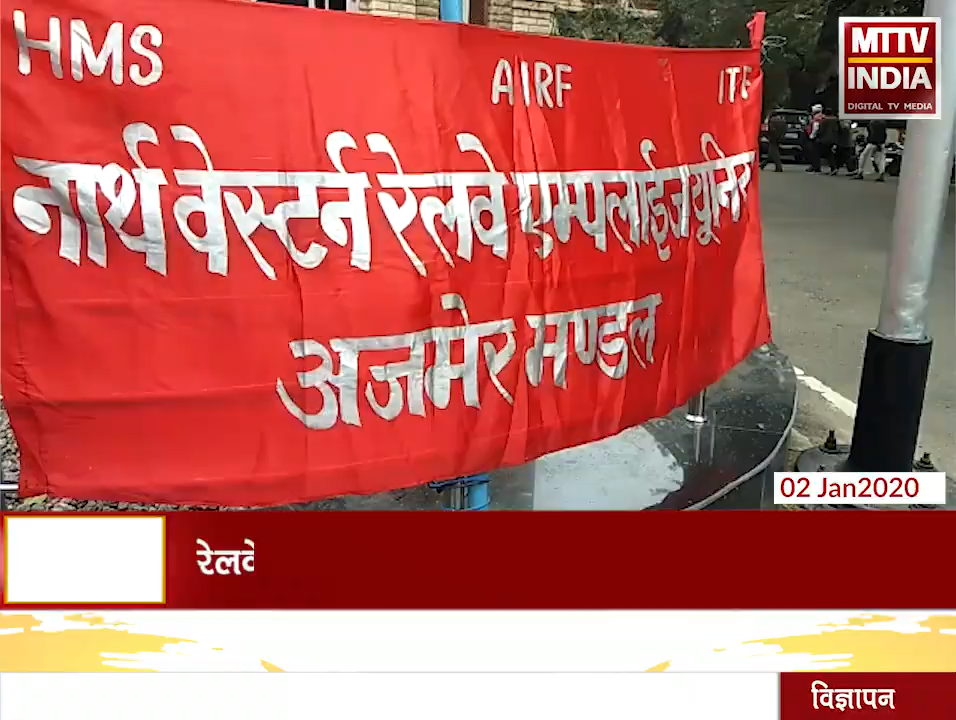 HMS AIRF ITF
नार्थ वेस्टर्न रेलवे एम्पलाईज यूनियन
अजमेर मण्डल
MTTV
INDIA
DIGITAL TV MEDIA
02 Jan2020
रेलवे
विज्ञापन